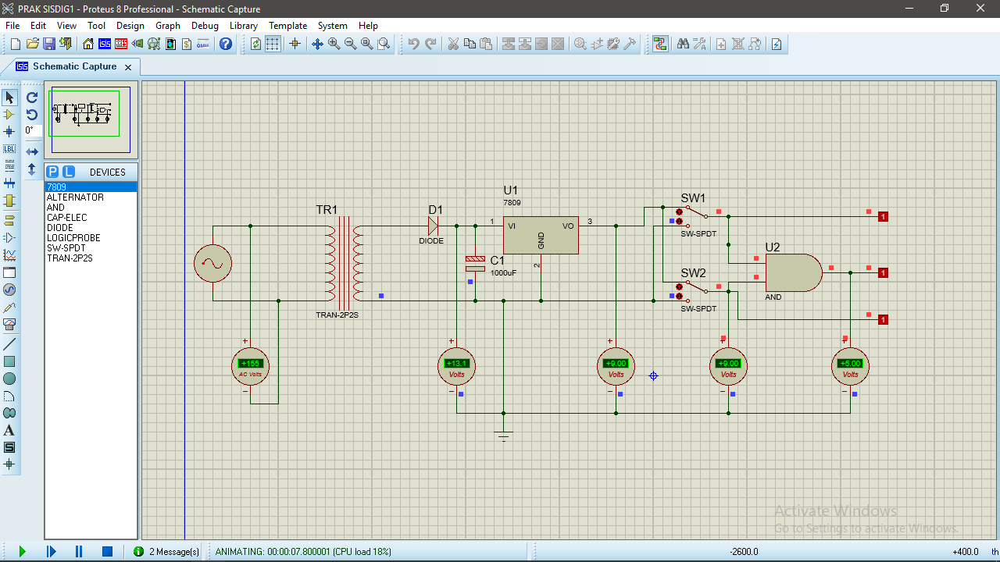 PRAK SISDIG1 - Proteus 8 Professional - Schematic Capture
File Edit View Tool Design Graph Debug Library Template System Help
Schematic Capture
0°
LBL
P L DEVICES
7809
ALTERNATOR
AND
CAP-ELEC
DIODE
LOGICPROBE
SW-SPDT
TRAN-2P2S
TR1
TRAN-2P2S
D1
DIODE
C1
1000uF
U1
7809
1 VI VO 3
GND
2
SW1
SW-SPDT
SW2
SW-SPDT
U2
AND
1
1
1
+155
AC Volts
+13.1
Volts
+9.00
Volts
+9.00
Volts
+5.00
Volts
Activate Windows
Go to Settings to activate Windows.
2 Message(s) ANIMATING: 00:00:07.800001 (CPU load 18%) -2600.0 +400.0 th